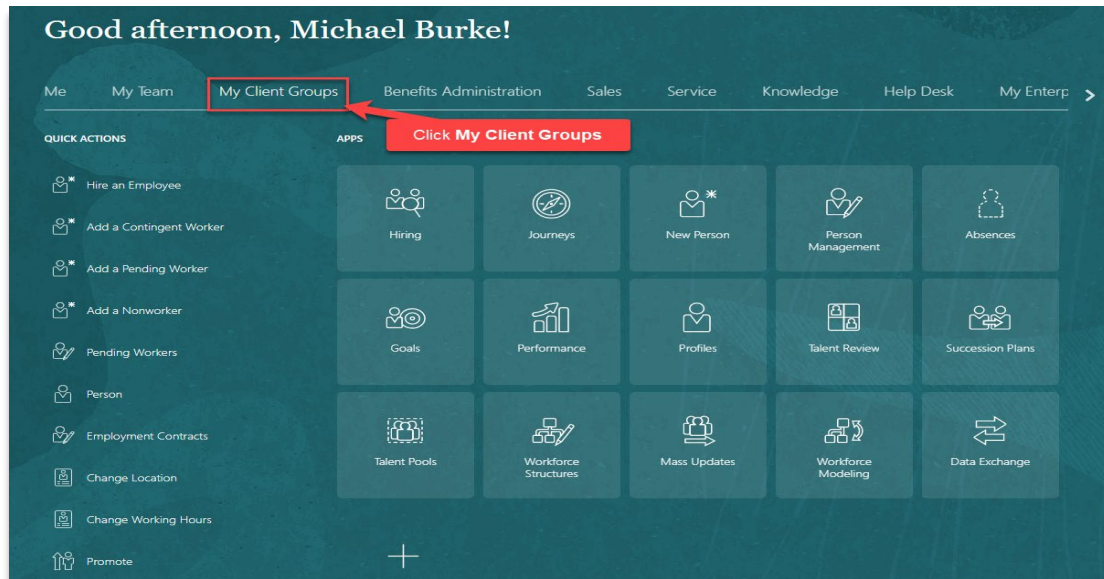 Good afternoon, Michael Burke!
Me My Team My Client Groups Benefits Administration Sales Service Knowledge Help Desk My Enterp
QUICK ACTIONS
APPS
Click My Client Groups
Hire an Employee
Add a Contingent Worker
Add a Pending Worker
Add a Nonworker
Pending Workers
Person
Employment Contracts
Change Location
Change Working Hours
Promote
Hiring
Journeys
New Person
Person
Management
Absences
Goals
Performance
Profiles
Talent Review
Succession Plans
Talent Pools
Workforce
Structures
Mass Updates
Workforce
Modeling
Data Exchange